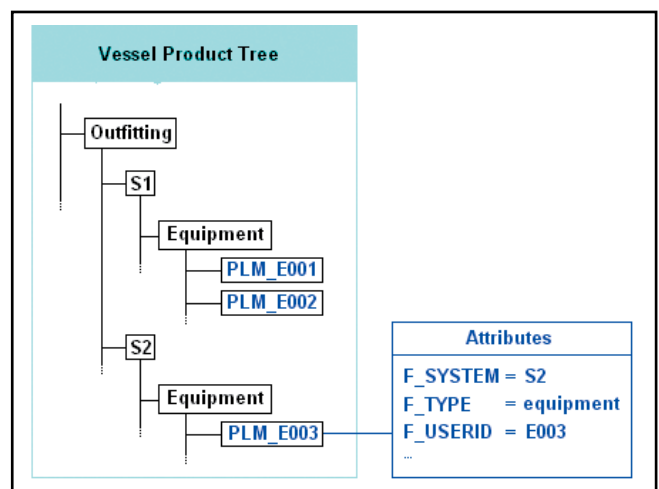 Vessel Product Tree
Outfitting
S1
Equipment
PLM_E001
PLM_E002
S2
Equipment
PLM_E003
Attributes
F_SYSTEM = S2
F_TYPE = equipment
F_USERID = E003
...